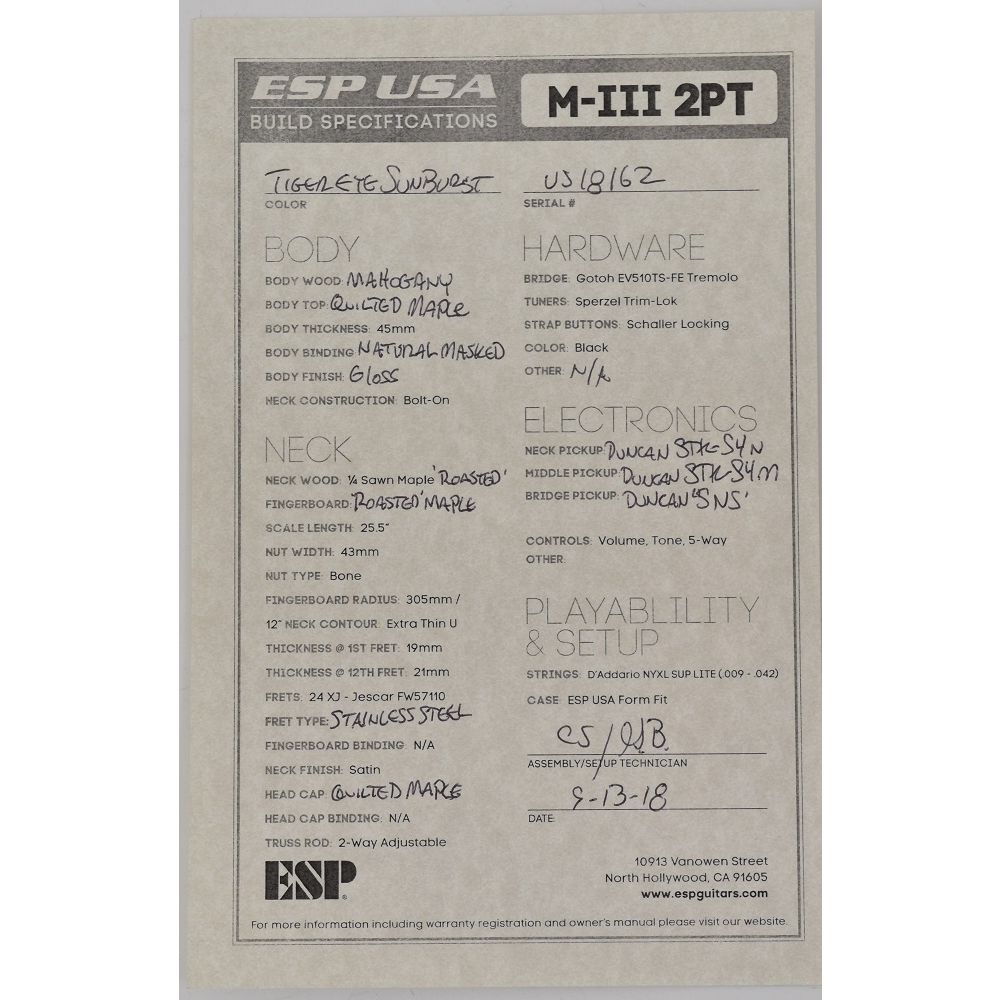 ESP USA
BUILD SPECIFICATIONS
M-III 2PT
TIGEREYE SUNBURST
COLOR
US18162
SERIAL #
BODY
BODY WOOD: MAHOGANY
BODY TOP: QUILTED MAPLE
BODY THICKNESS: 45mm
BODY BINDING: NATURAL MASKED
BODY FINISH: GLOSS
NECK CONSTRUCTION: Bolt-On
NECK
NECK WOOD: ¼ Sawn Maple 'ROASTED'
FINGERBOARD: 'ROASTED' MAPLE
SCALE LENGTH: 25.5"
NUT WIDTH: 43mm
NUT TYPE: Bone
FINGERBOARD RADIUS: 305mm /
12" NECK CONTOUR: Extra Thin U
THICKNESS @ 1ST FRET: 19mm
THICKNESS @ 12TH FRET: 21mm
FRETS: 24 XJ - Jescar FW57110
FRET TYPE: STAINLESS STEEL
FINGERBOARD BINDING: N/A
NECK FINISH: Satin
HEAD CAP: QUILTED MAPLE
HEAD CAP BINDING: N/A
TRUSS ROD: 2-Way Adjustable
ESP
HARDWARE
BRIDGE: Gotoh EV510TS-FE Tremolo
TUNERS: Sperzel Trim-Lok
STRAP BUTTONS: Schaller Locking
COLOR: Black
OTHER: N/A
ELECTRONICS
NECK PICKUP: DUNCAN STK-S4N
MIDDLE PICKUP: DUNCAN STK-S4M
BRIDGE PICKUP: DUNCAN 'SNS'
CONTROLS: Volume, Tone, 5-Way
OTHER:
PLAYABLILITY
& SETUP
STRINGS: D'Addario NYXL SUP LITE (.009 - .042)
CASE: ESP USA Form Fit
ASSEMBLY/SETUP TECHNICIAN
9-13-18
DATE:
10913 Vanowen Street
North Hollywood, CA 91605
www.espguitars.com
For more information including warranty registration and owner's manual please visit our website.